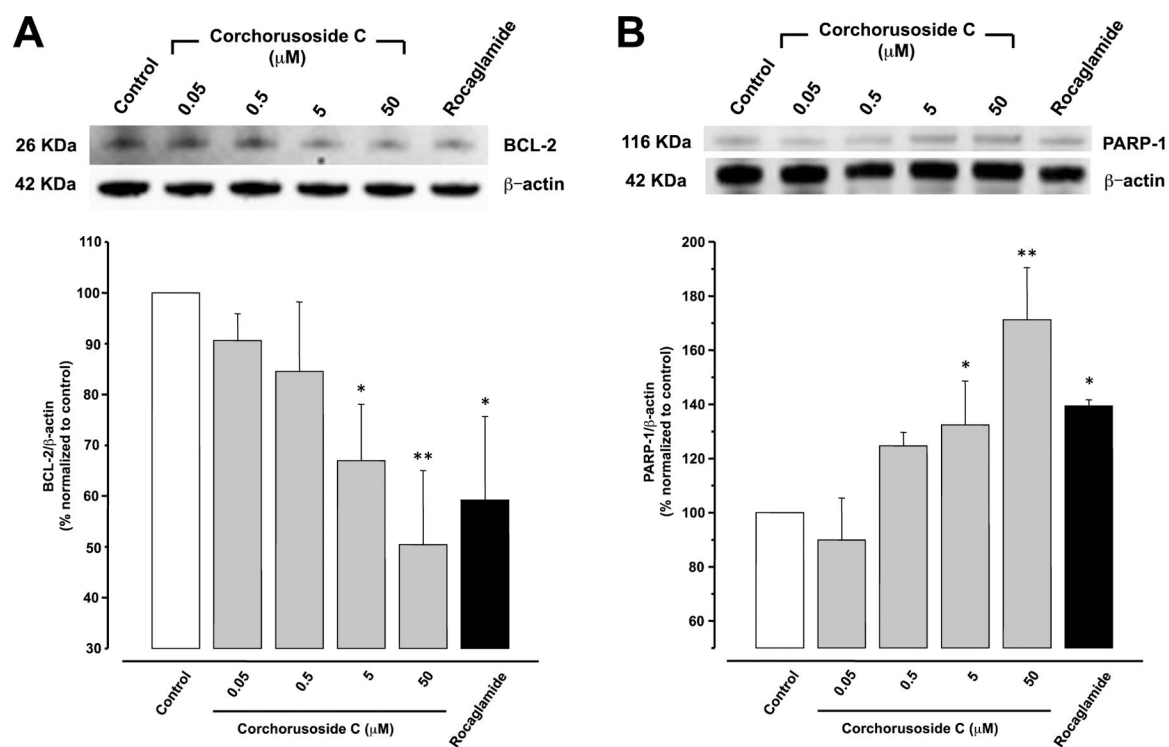 A
Corchorusoside C
(μM)
Control
0.05
0.5
5
50
Rocaglamide
26 KDa
BCL-2
42 KDa
β-actin
110
100
90
80
70
60
50
40
30
BCL-2/β-actin
(% normalized to control)
*
**
*
Control
0.05
0.5
5
50
Rocaglamide
Corchorusoside C (μM)
B
Corchorusoside C
(μM)
Control
0.05
0.5
5
50
Rocaglamide
116 KDa
PARP-1
42 KDa
β-actin
200
180
160
140
120
100
80
60
PARP-1/β-actin
(% normalized to control)
*
**
*
Control
0.05
0.5
5
50
Rocaglamide
Corchorusoside C (μM)